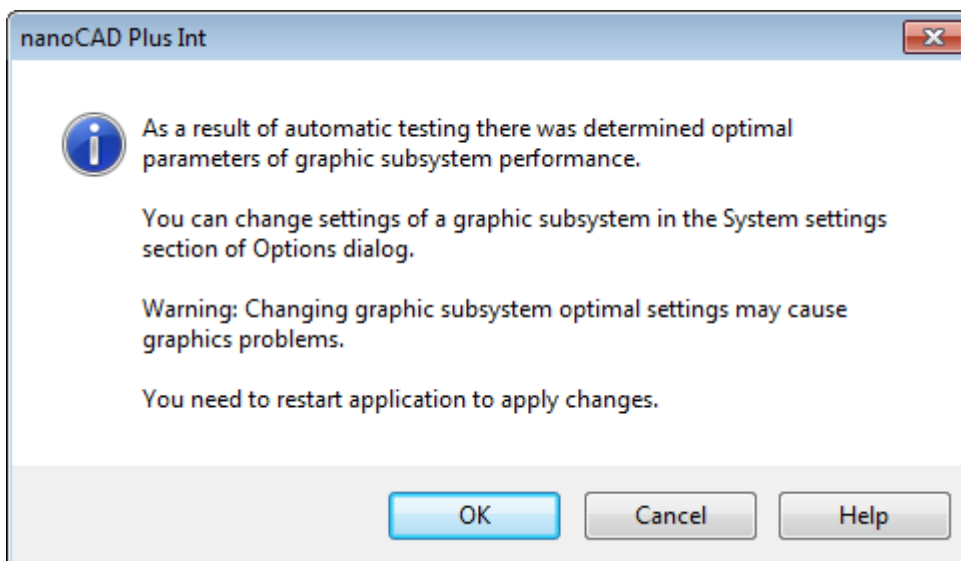 nanoCAD Plus Int
As a result of automatic testing there was determined optimal
parameters of graphic subsystem performance.
You can change settings of a graphic subsystem in the System settings
section of Options dialog.
Warning: Changing graphic subsystem optimal settings may cause
graphics problems.
You need to restart application to apply changes.
OK
Cancel
Help